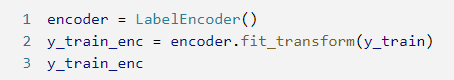 1 encoder = LabelEncoder()
2 y_train_enc = encoder.fit_transform(y_train)
3 y_train_enc